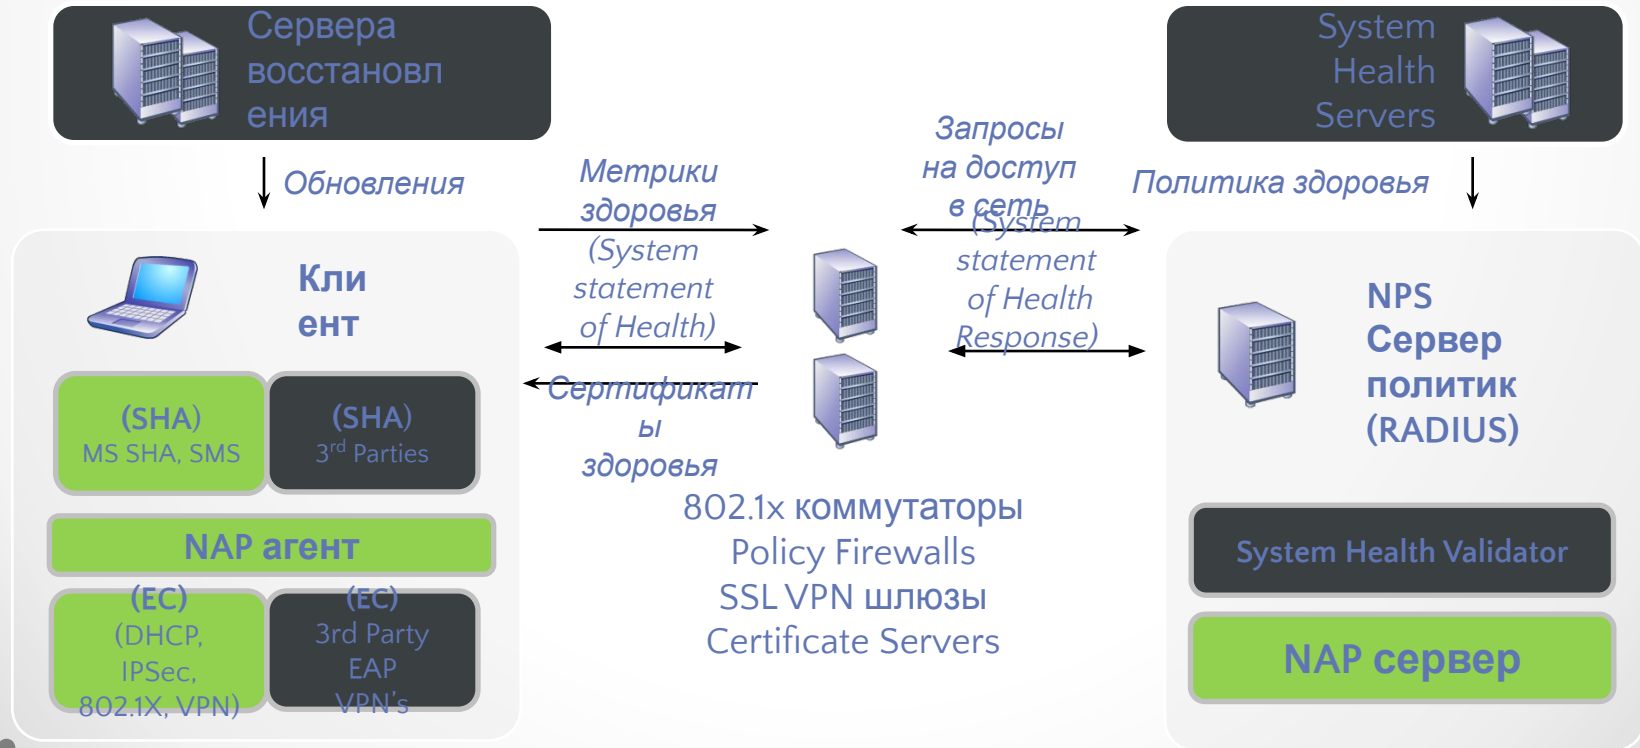 Сервера
восстановл
ения
System
Health
Servers
Обновления
Метрики
здоровья
(System
statement
of Health)
Запросы
на доступ
в сеть
(System
statement
of Health
Response)
Политика здоровья
Кли
ент
(SHA)
MS SHA, SMS
(SHA)
3rd Parties
NAP агент
(EC)
(DHCP,
IPSec,
802.1X, VPN)
(EC)
3rd Party
EAP
VPN's
Сертификат
ы
здоровья
802.1x коммутаторы
Policy Firewalls
SSL VPN шлюзы
Certificate Servers
NPS
Сервер
политик
(RADIUS)
System Health Validator
NAP сервер